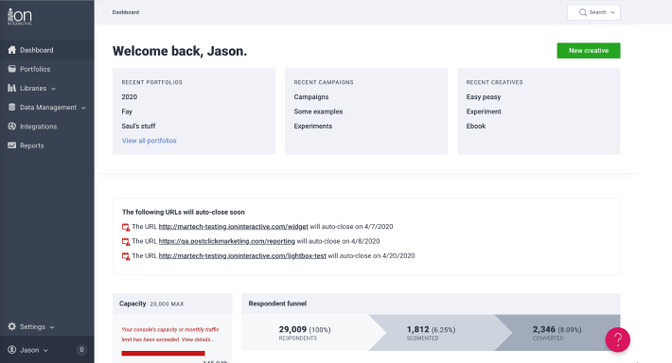 ion
INTERACTIVE
Dashboard
Search
Dashboard
Portfolios
Libraries
Data Management
Integrations
Reports
Settings
Jason
0
Welcome back, Jason.
New creative
RECENT PORTFOLIOS
2020
Fay
Saul's stuff
View all portfolios
RECENT CAMPAIGNS
Campaigns
Some examples
Experiments
RECENT CREATIVES
Easy peasy
Experiment
Ebook
The following URLs will auto-close soon
The URL http://martech-testing.ioninteractive.com/widget will auto-close on 4/7/2020
The URL https://qa.postclickmarketing.com/reporting will auto-close on 4/8/2020
The URL http://martech-testing.ioninteractive.com/lightbox-test will auto-close on 4/20/2020
Capacity 20,000 MAX
Your console's capacity or monthly traffic
limit has been exceeded. View details...
Respondent funnel
29,009 (100%)
RESPONDENTS
1,812 (6.25%)
SEGMENTED
2,346 (8.09%)
CONVERTED
?